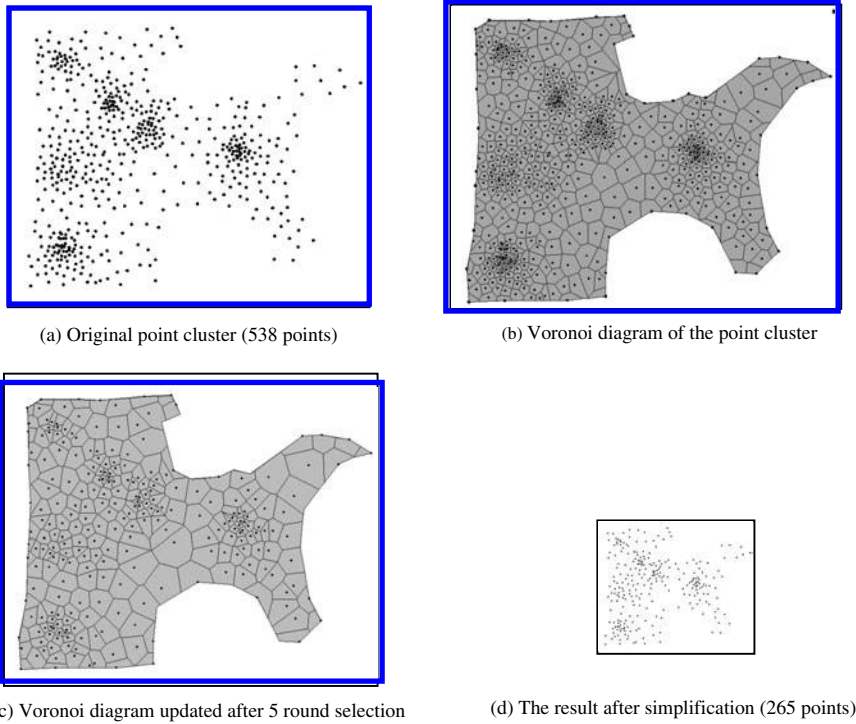 (a) Original point cluster (538 points)
(b) Voronoi diagram of the point cluster
c) Voronoi diagram updated after 5 round selection
(d) The result after simplification (265 points)